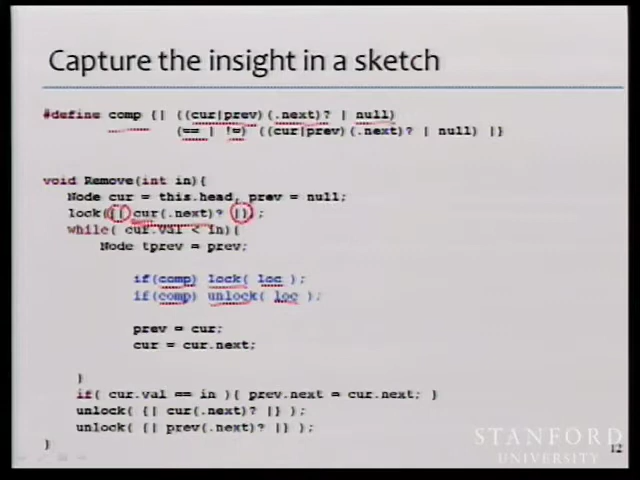 Capture the insight in a sketch
#define comp {| ((cur|prev)(.next)? | null)
(== | !=) ((cur|prev)(.next)? | null) |}
void Remove(int in){
Node cur = this.head, prev = null;
lock({| cur(.next)? |}) ;
while( cur.val < in){
Node tprev = prev;
if(comp) lock( loc );
if(comp) unlock( loc );
prev = cur;
cur = cur.next;
}
if( cur.val == in ){ prev.next = cur.next; }
unlock( {| cur(.next)? |} );
unlock( {| prev(.next)? |} );
}
STANFORD
UNIVERSITY
12